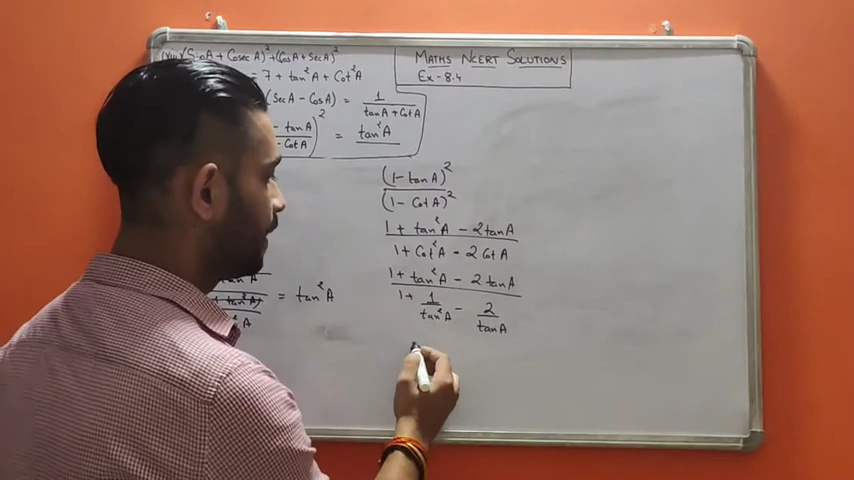 (viii) (SinA + CosecA)² + (CosA + SecA)²
= 7 + tan²A + Cot²A
(SecA - CosA) = 1/(tanA + CotA)
- tanA)² / - CotA = tan²A
MATHS NCERT SOLUTIONS
Ex-8.4
(1 - tanA)²
(1 - CotA)²
1 + tan²A - 2tanA
1 + Cot²A - 2CotA
1 + tan²A - 2tanA
1 + 1/tan²A - 2/tanA
= tan²A